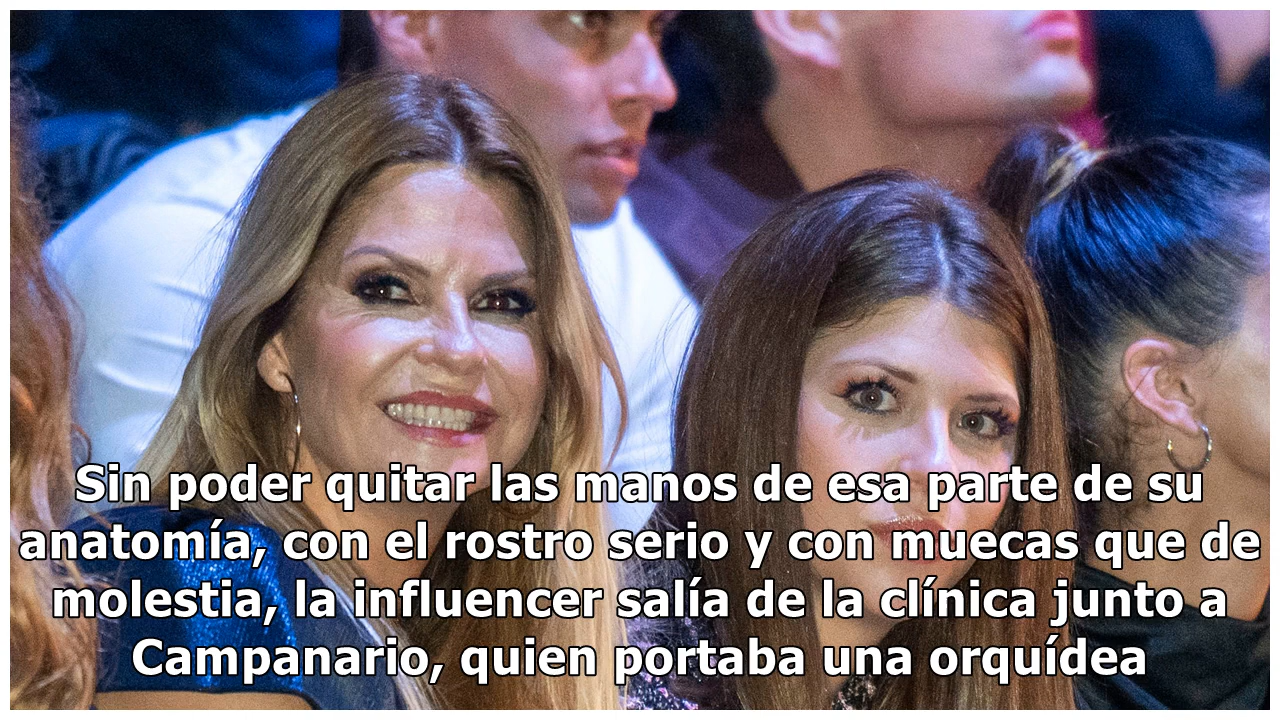 Sin poder quitar las manos de esa parte de su
anatomía, con el rostro serio y con muecas que de
molestia, la influencer salía de la clínica junto a
Campanario, quien portaba una orquídea